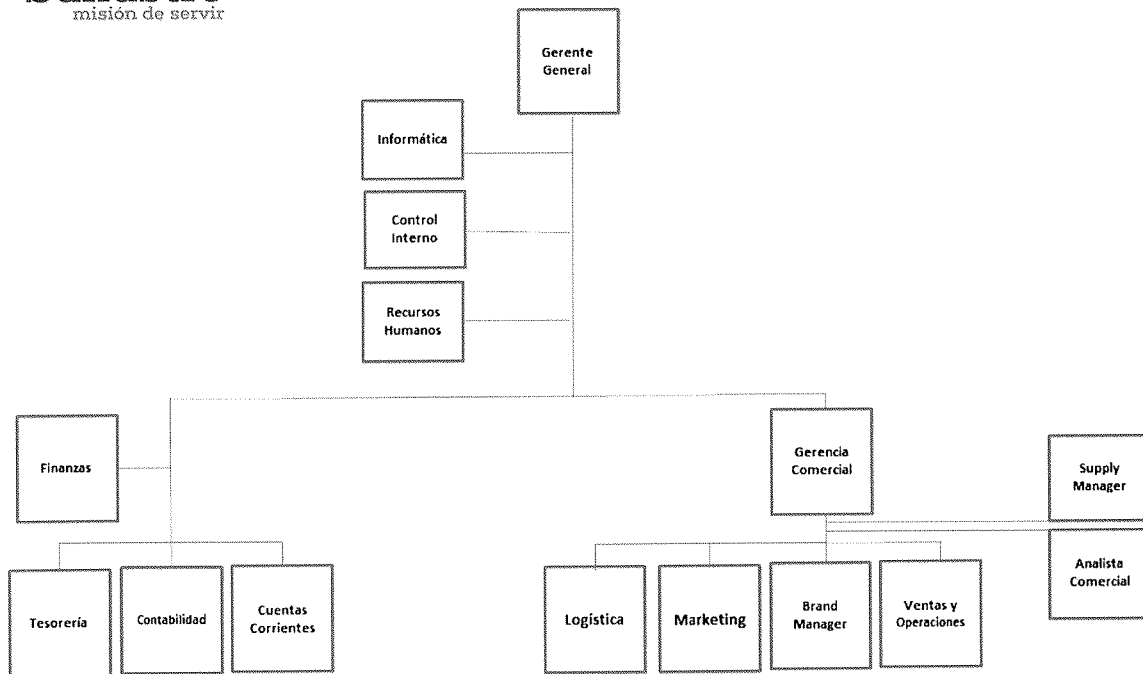 misión de servir
Gerente
General
Informática
Control
Interno
Recursos
Humanos
Finanzas
Gerencia
Comercial
Supply
Manager
Analista
Comercial
Tesorería
Contabilidad
Cuentas
Corrientes
Logística
Marketing
Brand
Manager
Ventas y
Operaciones